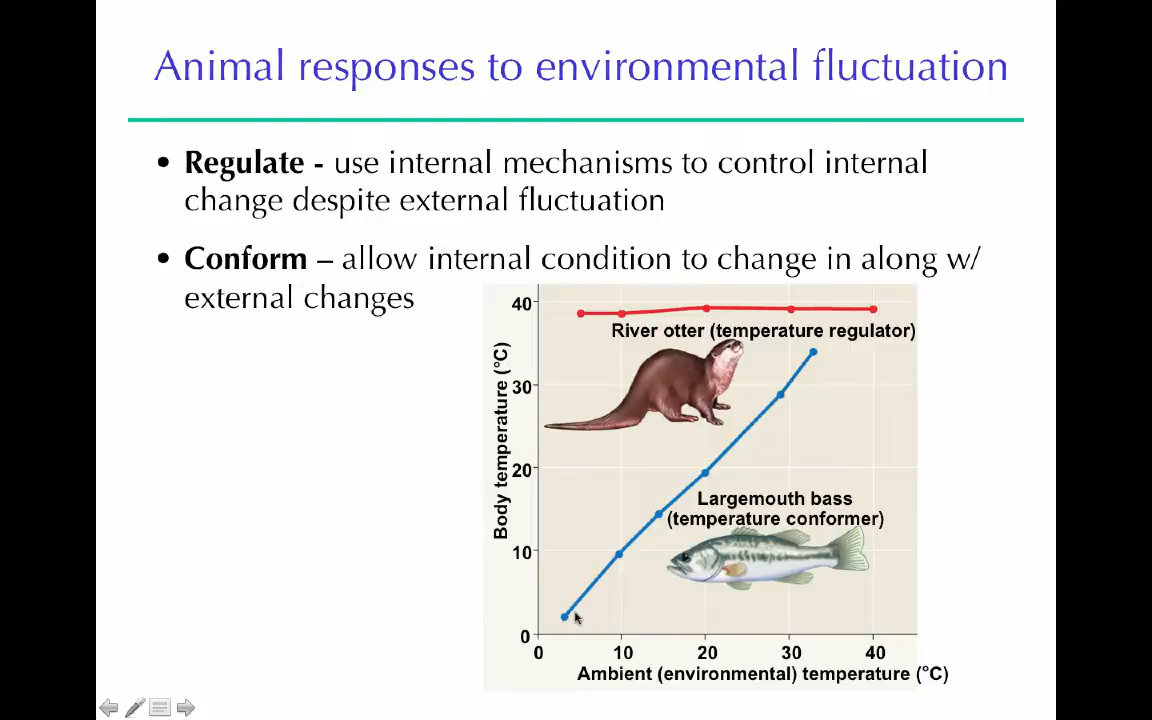 Animal responses to environmental fluctuation
• Regulate - use internal mechanisms to control internal
change despite external fluctuation
• Conform – allow internal condition to change in along w/
external changes
40
River otter (temperature regulator)
30
Body temperature (°C)
20
Largemouth bass
(temperature conformer)
10
0
0 10 20 30 40
Ambient (environmental) temperature (°C)